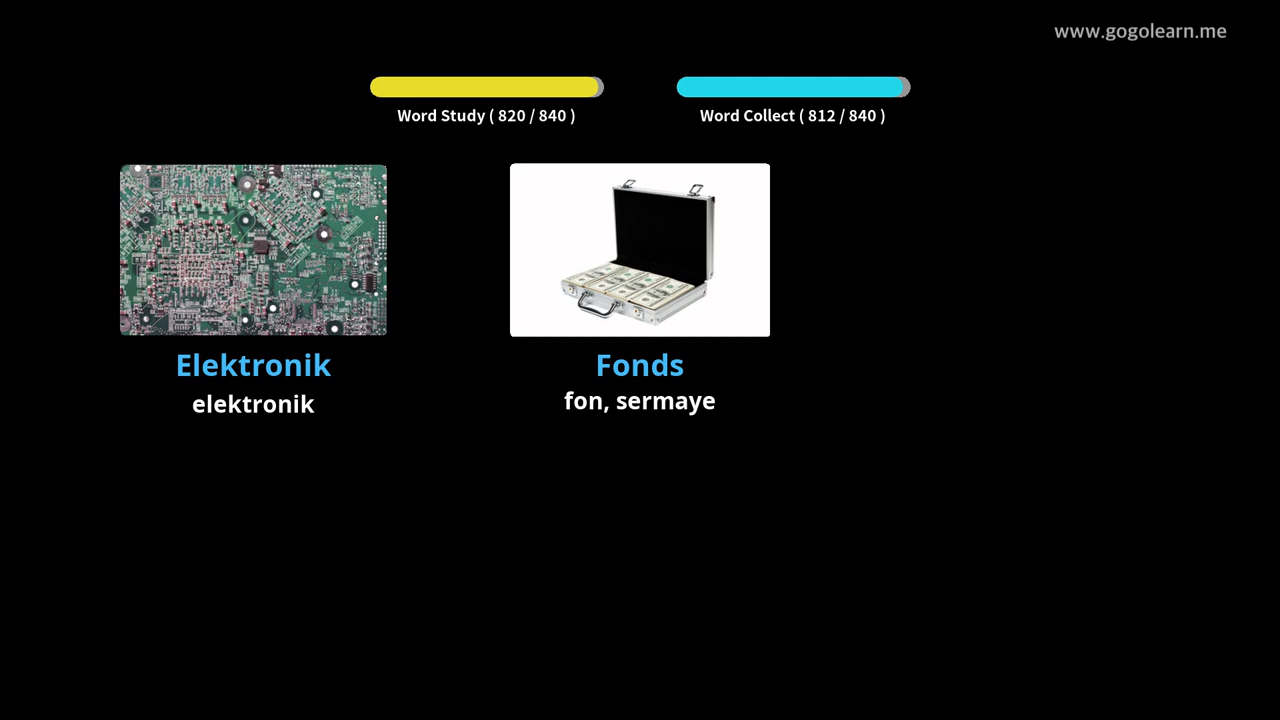 www.gogolearn.me
Word Study ( 820 / 840 )
Word Collect ( 812 / 840 )
Elektronik
elektronik
Fonds
fon, sermaye